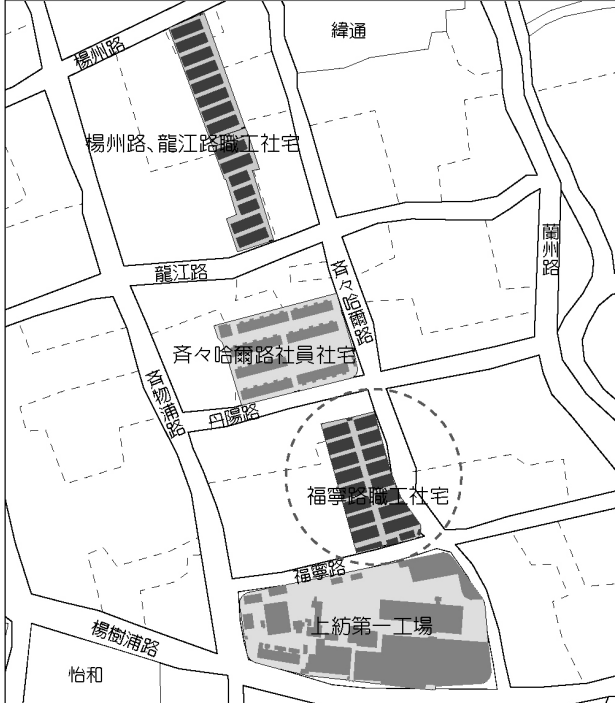 緯通
楊州路
楊州路、龍江路職工社宅
蘭州路
龍江路
斉々哈爾路
斉々哈爾路社員社宅
斉物浦路
丹陽路
福寧路職工社宅
福寧路
上紡第一工場
楊樹浦路
怡和